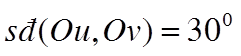 sđ(Ou,Ov) = 30⁰